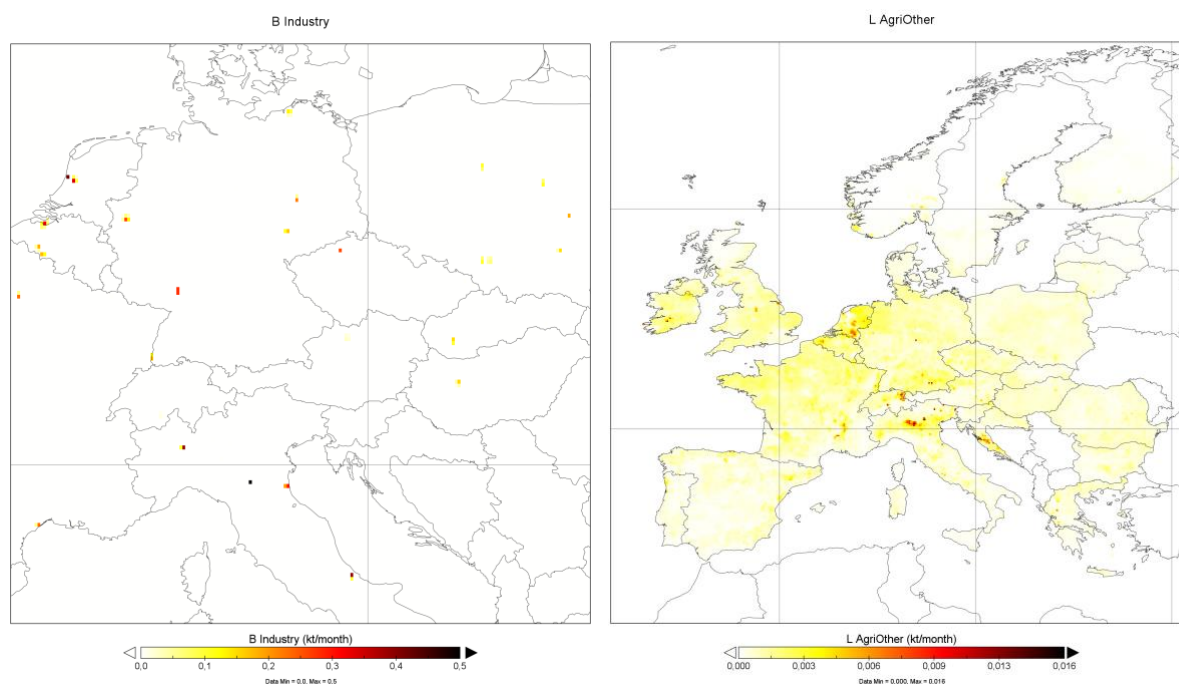 B Industry
L AgriOther
B Industry (kt/month)
0,0 0,1 0,2 0,3 0,4 0,5
Data Min = 0.0, Max = 0.5
L AgriOther (kt/month)
0,000 0,003 0,006 0,009 0,013 0,016
Data Min = 0.000, Max = 0.016